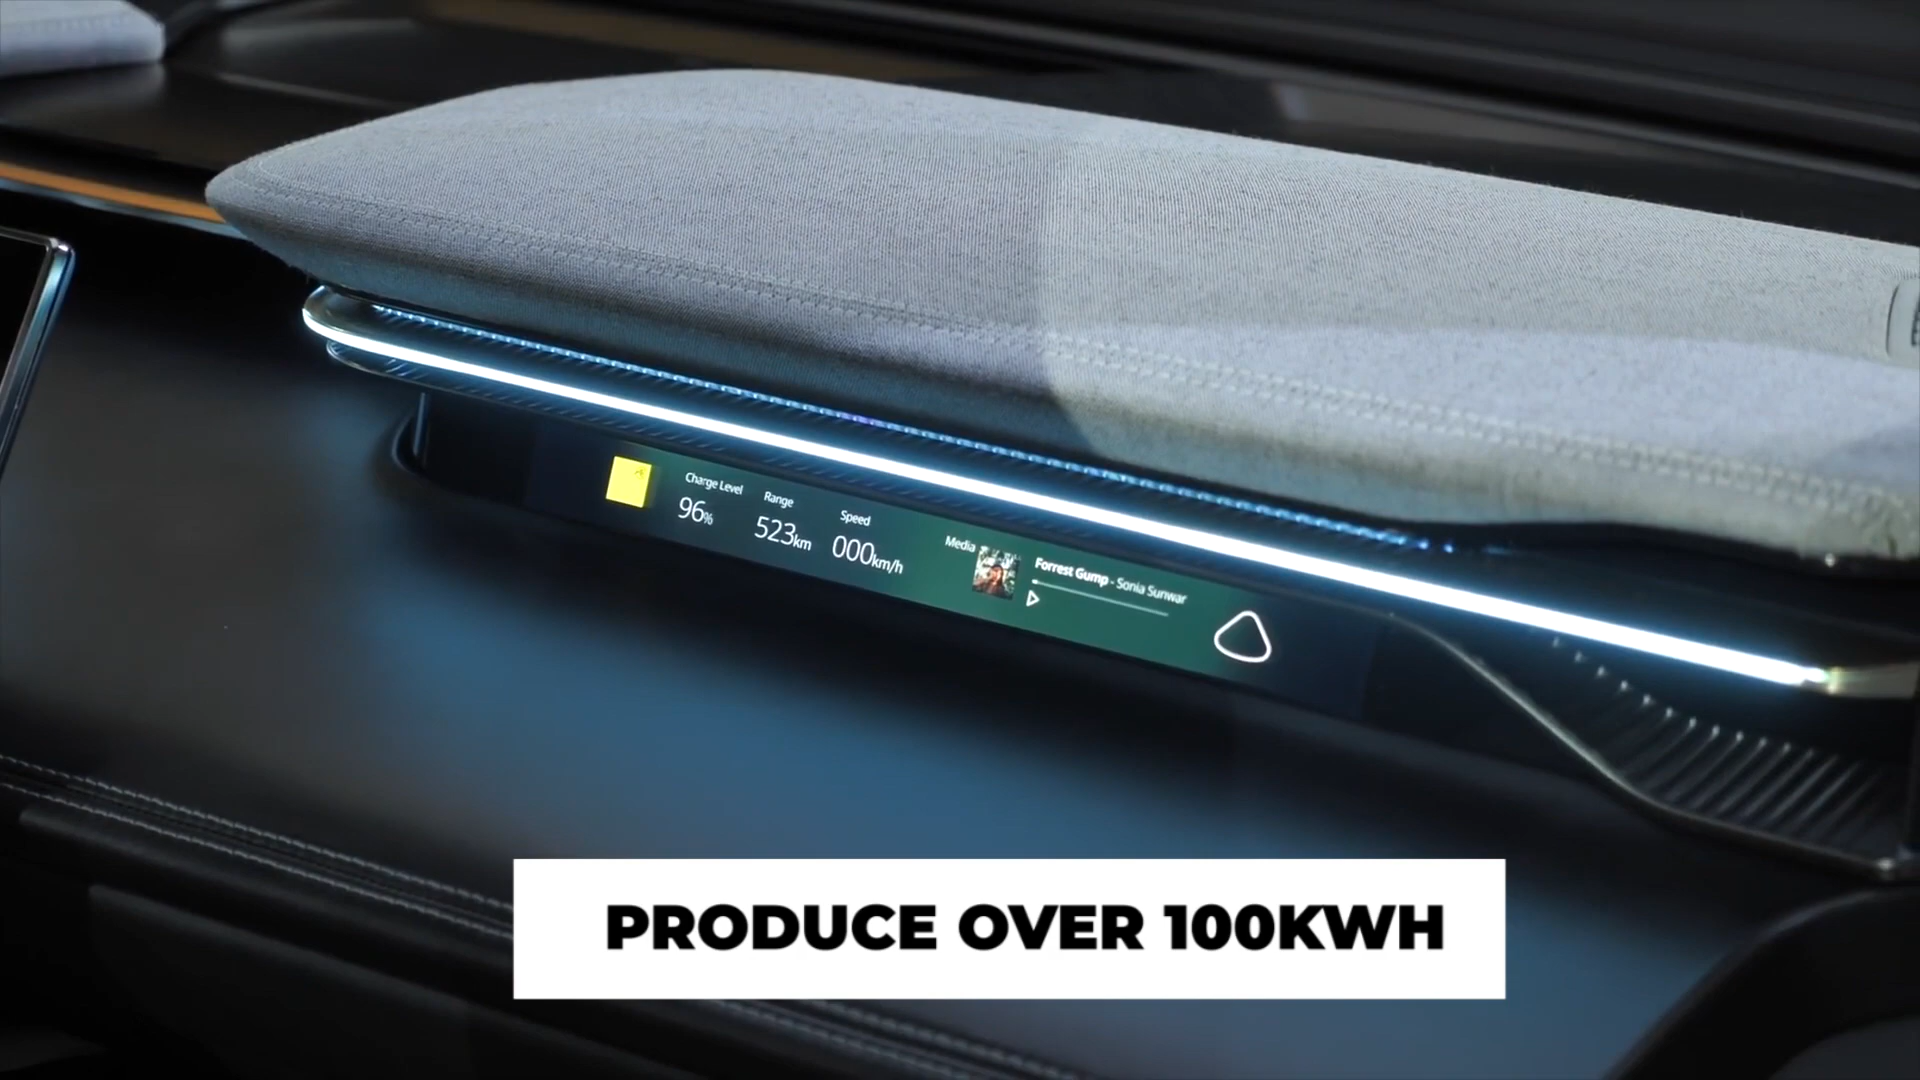 Charge Level
96%
Range
523km
Speed
000km/h
Media
Forrest Gump - Sonia Sunwar
PRODUCE OVER 100KWH